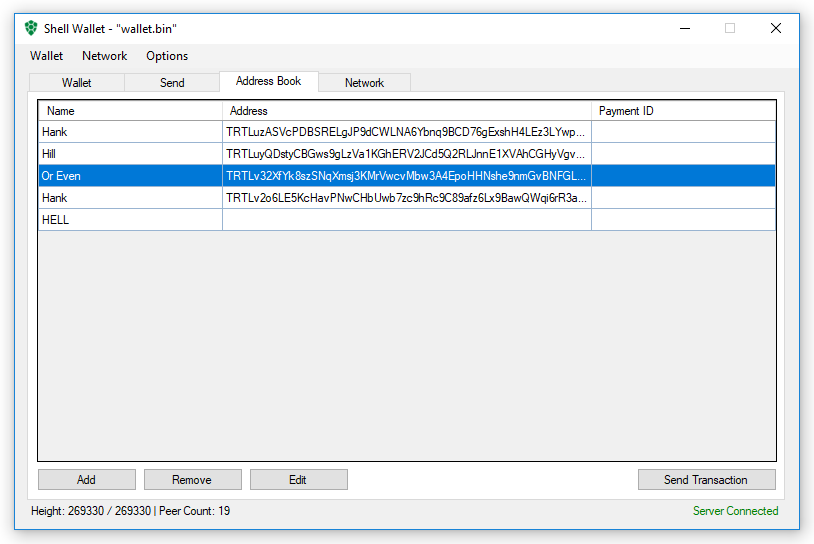 Shell Wallet - "wallet.bin"
Wallet Network Options
Wallet Send Address Book Network
Name Address Payment ID
Hank TRTLuzASVcPDBSRELgJP9dCWLNA6Ybnq9BCD76gExshH4LEz3LYwp...
Hill TRTLuyQDstyCBGws9gLzVa1KGhERV2JCd5Q2RLJnnE1XVAhCGHyVgv...
Or Even TRTLv32XfYk8szSNqXmsj3KMrVwcvMbw3A4EpoHHNshe9nmGvBNFGL...
Hank TRTLv2o6LE5KcHavPNwCHbUwb7zc9hRc9C89afz6Lx9BawQWqi6rR3a...
HELL
Add Remove Edit Send Transaction
Height: 269330 / 269330 | Peer Count: 19 Server Connected